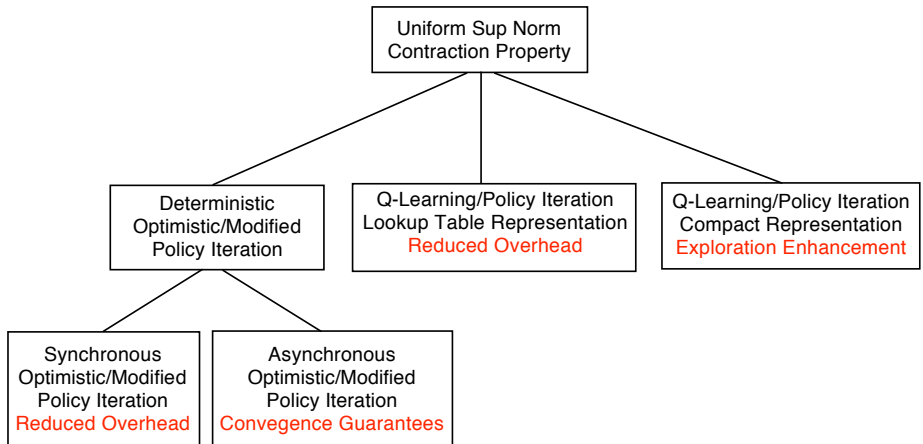 Uniform Sup Norm
Contraction Property
Deterministic
Optimistic/Modified
Policy Iteration
Q-Learning/Policy Iteration
Lookup Table Representation
Reduced Overhead
Q-Learning/Policy Iteration
Compact Representation
Exploration Enhancement
Synchronous
Optimistic/Modified
Policy Iteration
Reduced Overhead
Asynchronous
Optimistic/Modified
Policy Iteration
Convegence Guarantees